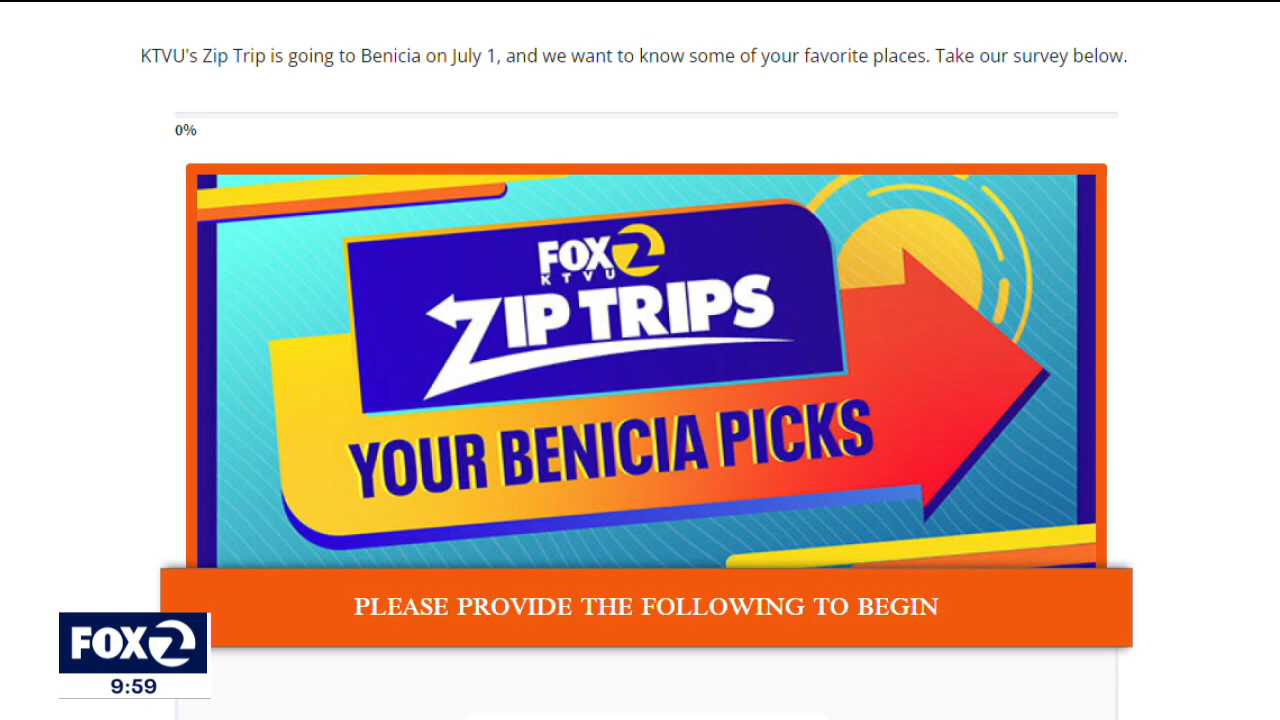 KTVU's Zip Trip is going to Benicia on July 1, and we want to know some of your favorite places. Take our survey below.
0%
FOX 2
KTVU
ZIP TRIPS
YOUR BENICIA PICKS
PLEASE PROVIDE THE FOLLOWING TO BEGIN
FOX 2
9:59